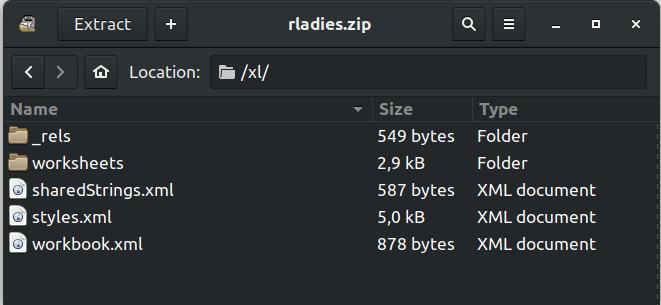 Extract
rladies.zip
Location: /xl/
Name Size Type
_rels 549 bytes Folder
worksheets 2,9 kB Folder
sharedStrings.xml 587 bytes XML document
styles.xml 5,0 kB XML document
workbook.xml 878 bytes XML document